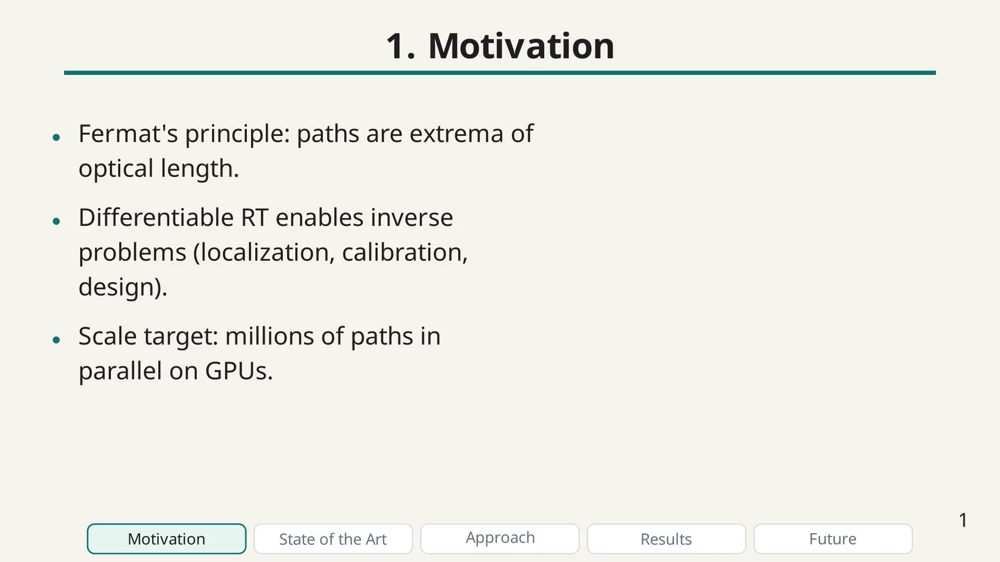 1. Motivation
• Fermat's principle: paths are extrema of
optical length.
• Differentiable RT enables inverse
problems (localization, calibration,
design).
• Scale target: millions of paths in
parallel on GPUs.
1
Motivation
State of the Art
Approach
Results
Future